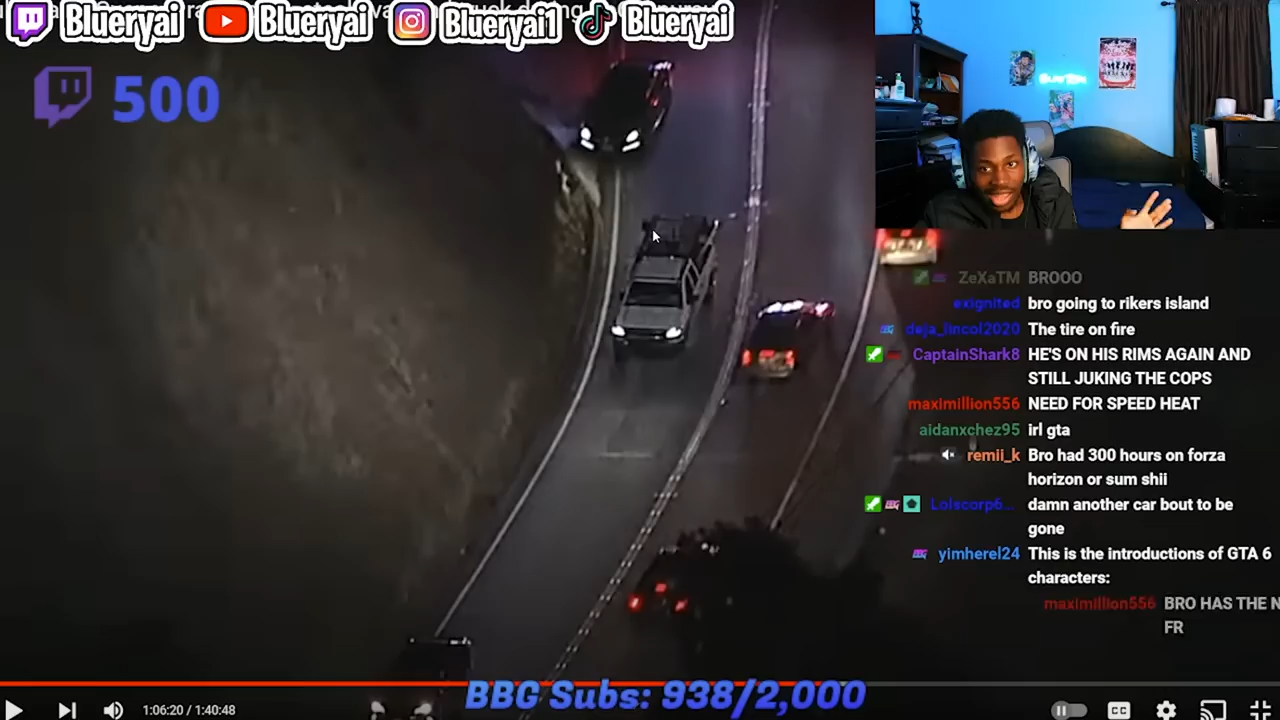 Blueryai Blueryai Blueryai1 Blueryai
500
ZeXaTM BROOO
exignited bro going to rikers island
deja_lincol2020 The tire on fire
CaptainShark8 HE'S ON HIS RIMS AGAIN AND
STILL JUKING THE COPS
maximillion556 NEED FOR SPEED HEAT
aidanxchez95 irl gta
remii_k Bro had 300 hours on forza
horizon or sum shii
Lolscorp6... damn another car bout to be
gone
yimherel24 This is the introductions of GTA 6
characters:
maximillion556 BRO HAS THE N
FR
BBG Subs: 938/2,000
1:06:20 / 1:40:48
CC